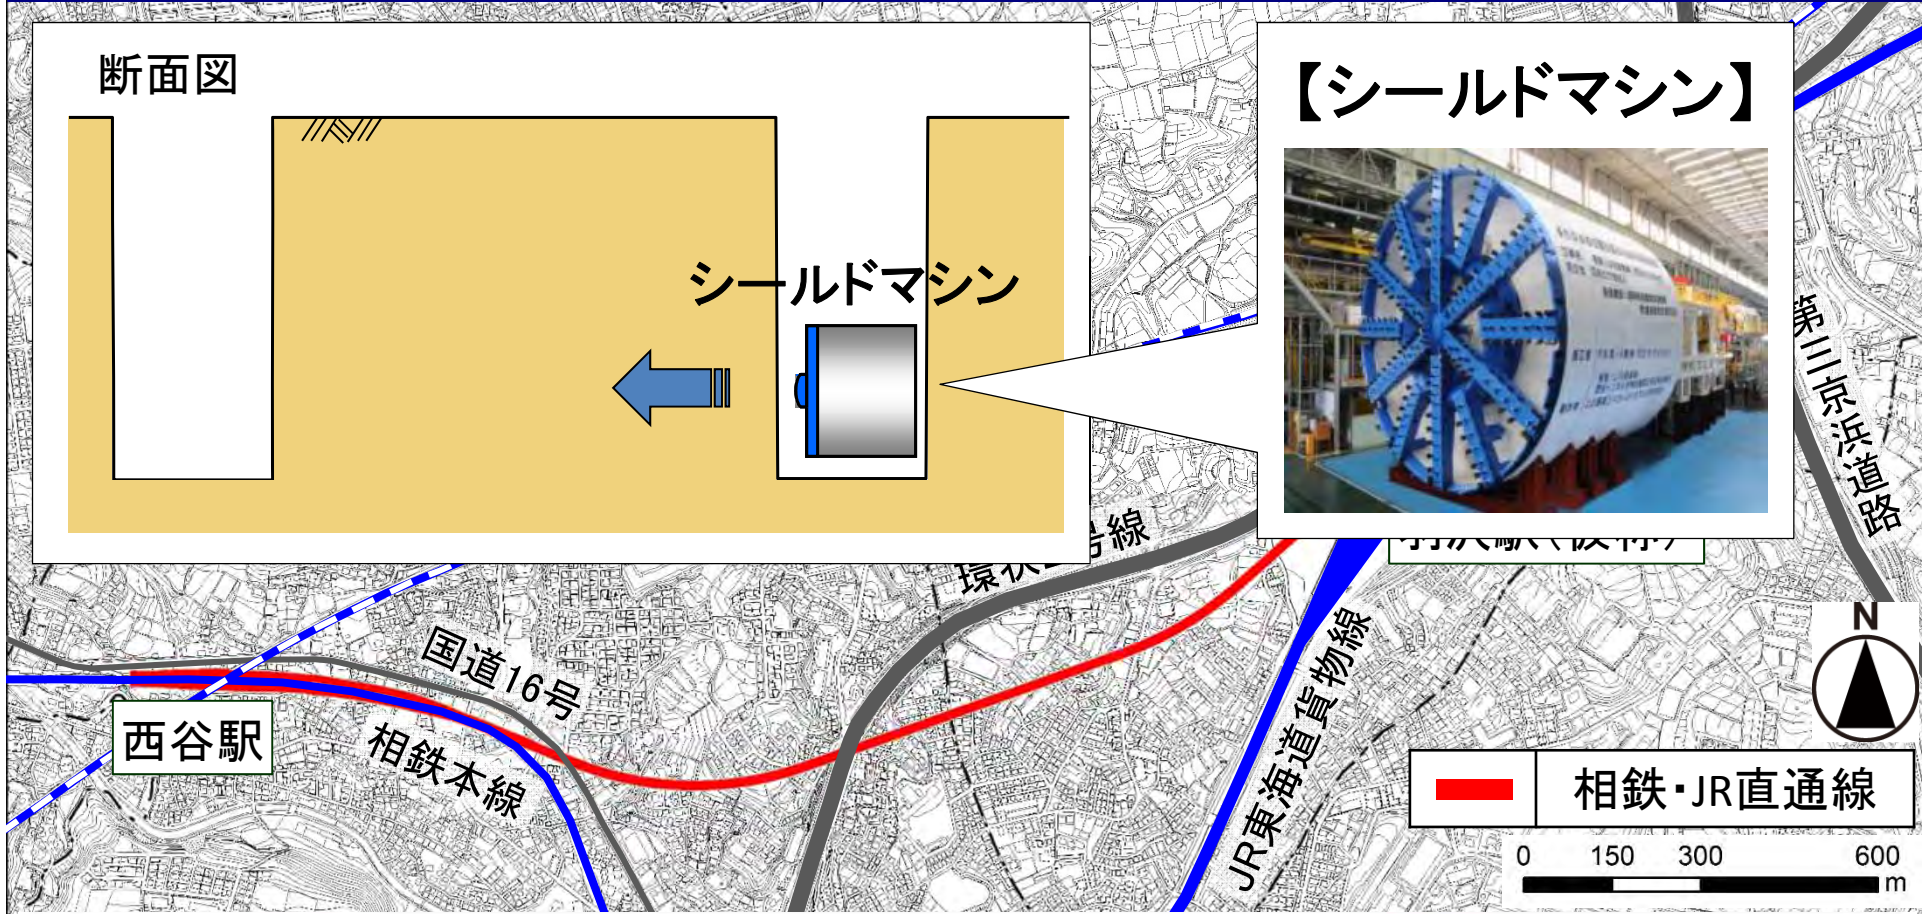 断面図
シールドマシン
【シールドマシン】
第三京浜道路
号線
環状
国道16号
相鉄本線
西谷駅
JR東海道貨物線
N
相鉄・JR直通線
0 150 300 600
m